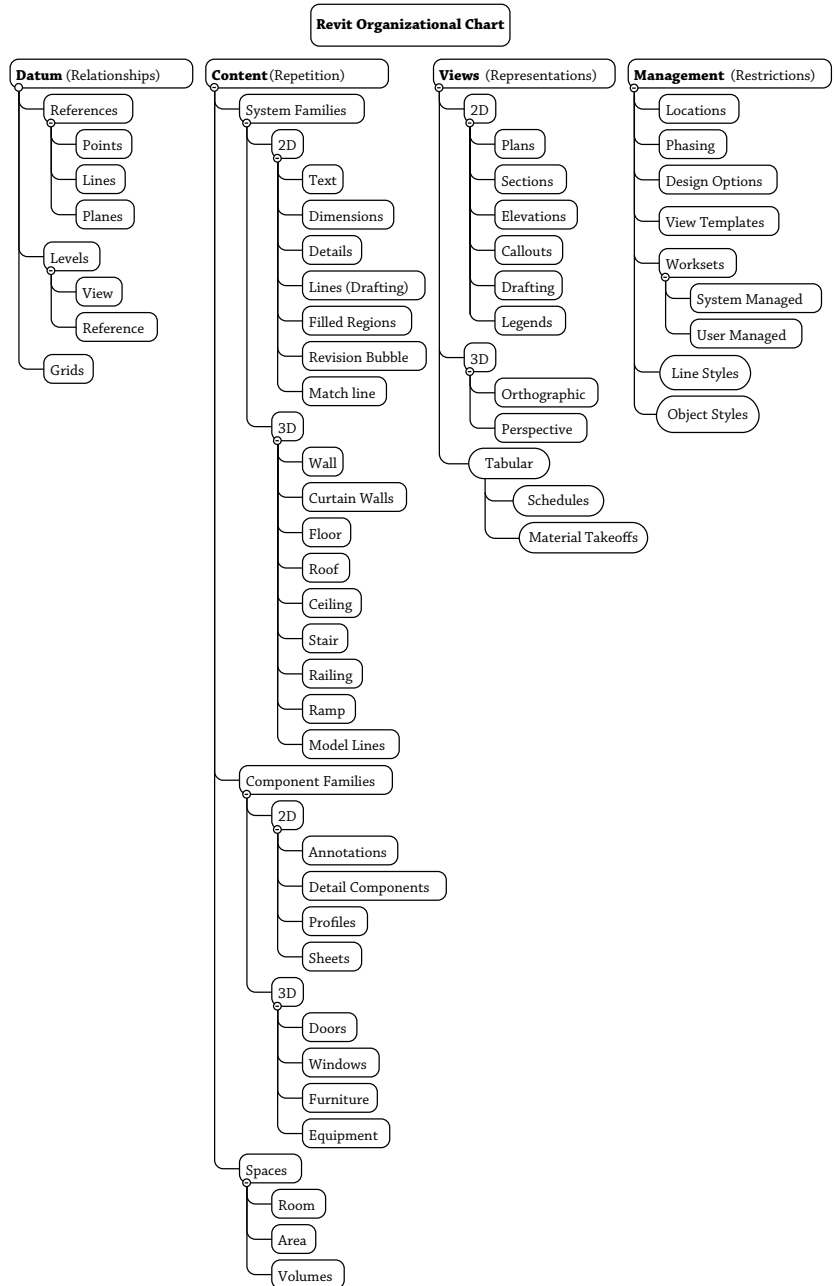 Revit Organizational Chart
Datum (Relationships)
References
Points
Lines
Planes
Levels
View
Reference
Grids
Content (Repetition)
System Families
2D
Text
Dimensions
Details
Lines (Drafting)
Filled Regions
Revision Bubble
Match line
3D
Wall
Curtain Walls
Floor
Roof
Ceiling
Stair
Railing
Ramp
Model Lines
Component Families
2D
Annotations
Detail Components
Profiles
Sheets
3D
Doors
Windows
Furniture
Equipment
Spaces
Room
Area
Volumes
Views (Representations)
2D
Plans
Sections
Elevations
Callouts
Drafting
Legends
3D
Orthographic
Perspective
Tabular
Schedules
Material Takeoffs
Management (Restrictions)
Locations
Phasing
Design Options
View Templates
Worksets
System Managed
User Managed
Line Styles
Object Styles